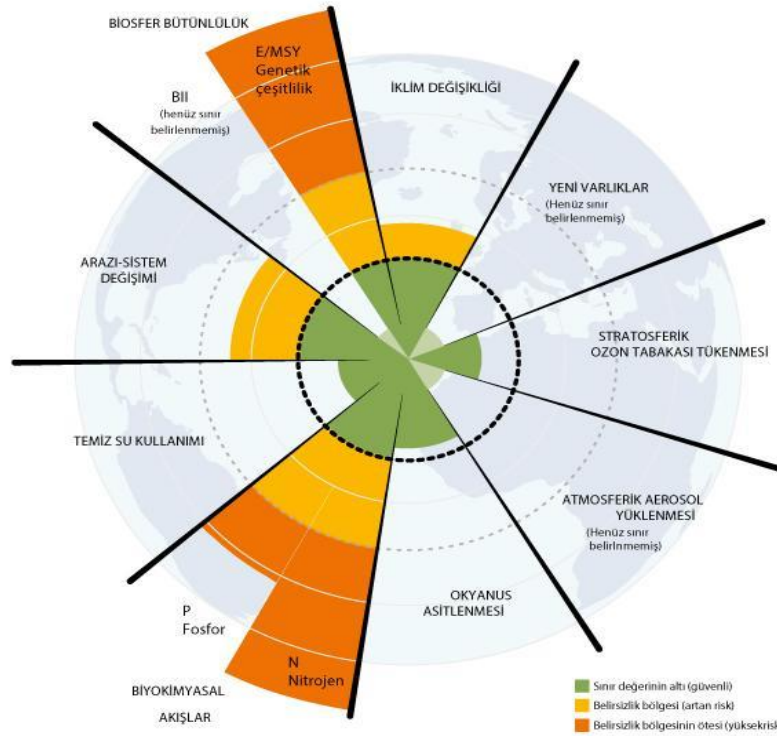 BİOSFER BÜTÜNLÜLÜK
E/MSY
Genetik
çeşitlilik
BII
(henüz sınır
belirlenmemiş)
İKLİM DEĞİŞİKLİĞİ
YENİ VARLIKLAR
(Henüz sınır
belirlenmemiş)
ARAZI-SİSTEM
DEĞİŞİMİ
STRATOSFERİK
OZON TABAKASI TÜKENMESİ
TEMİZ SU KULLANIMI
ATMOSFERİK AEROSOL
YÜKLENMESİ
(Henüz sınır
belirlnmemiş)
OKYANUS
ASİTLENMESİ
P
Fosfor
N
Nitrojen
BİYOKİMYASAL
AKIŞLAR
Sınır değerinin altı (güvenli)
Belirsizlik bölgesi (artan risk)
Belirsizlik bölgesinin ötesi (yüksekrisk